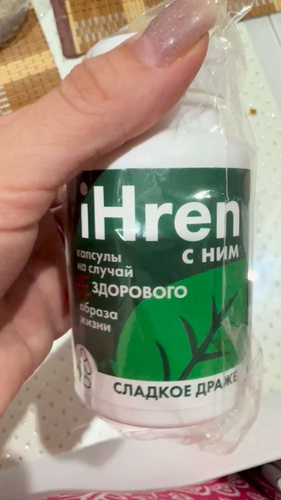 iHren
с ним
капсулы
на случай
ЗДОРОВОГО
образа
жизни
СЛАДКОЕ ДРАЖЕ